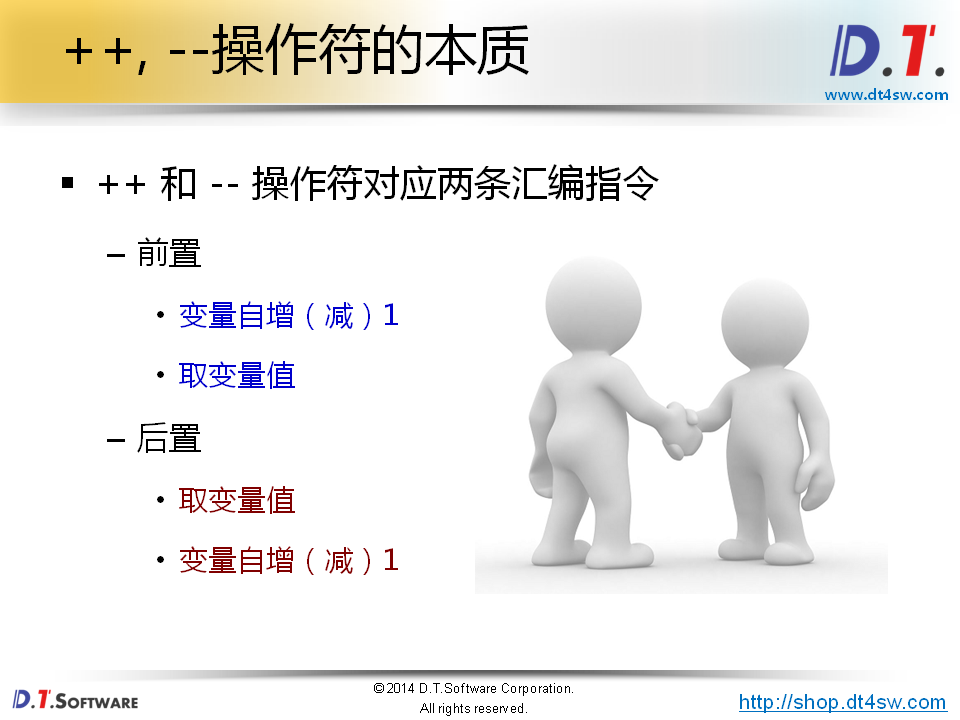 ++, --操作符的本质
D.T.
www.dt4sw.com
▪ ++ 和 -- 操作符对应两条汇编指令
– 前置
• 变量自增（减）1
• 取变量值
– 后置
• 取变量值
• 变量自增（减）1
D.T.SOFTWARE
©2014 D.T.Software Corporation.
All rights reserved.
http://shop.dt4sw.com